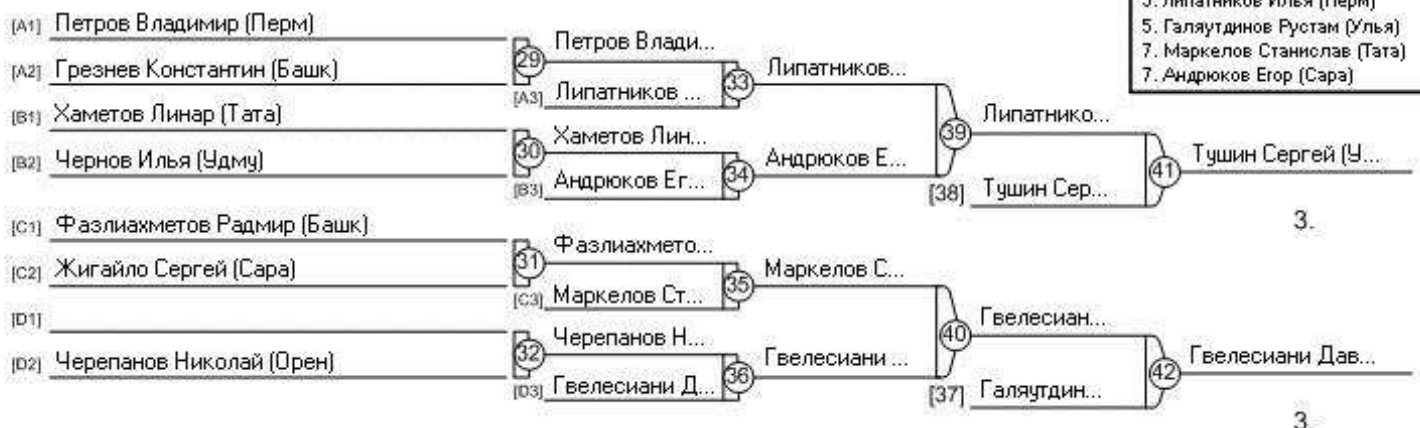 5. Липатников Илья (Перм)
5. Галяутдинов Рустам (Улья)
7. Маркелов Станислав (Тата)
7. Андрюков Егор (Сара)
[A1] Петров Владимир (Перм)
Петров Влади...
[A2] Грезнев Константин (Башк)
29
Липатников...
[A3] Липатников ...
33
[B1] Хаметов Линар (Тата)
Липатнико...
39
Хаметов Лин...
[B2] Чернов Илья (Удму)
30
Андрюков Е...
Тушин Сергей (У...
[B3] Андрюков Ег...
34
41
[38] Тушин Сер...
[C1] Фазлиахметов Радмир (Башк)
3.
Фазлиахмето...
[C2] Жигайло Сергей (Сара)
31
Маркелов С...
[C3] Маркелов Ст...
35
[D1]
Гвелесиан...
40
Черепанов Н...
[D2] Черепанов Николай (Орен)
32
Гвелесиани ...
Гвелесиани Дав...
[D3] Гвелесиани Д...
36
42
[37] Галяутдин...
3.